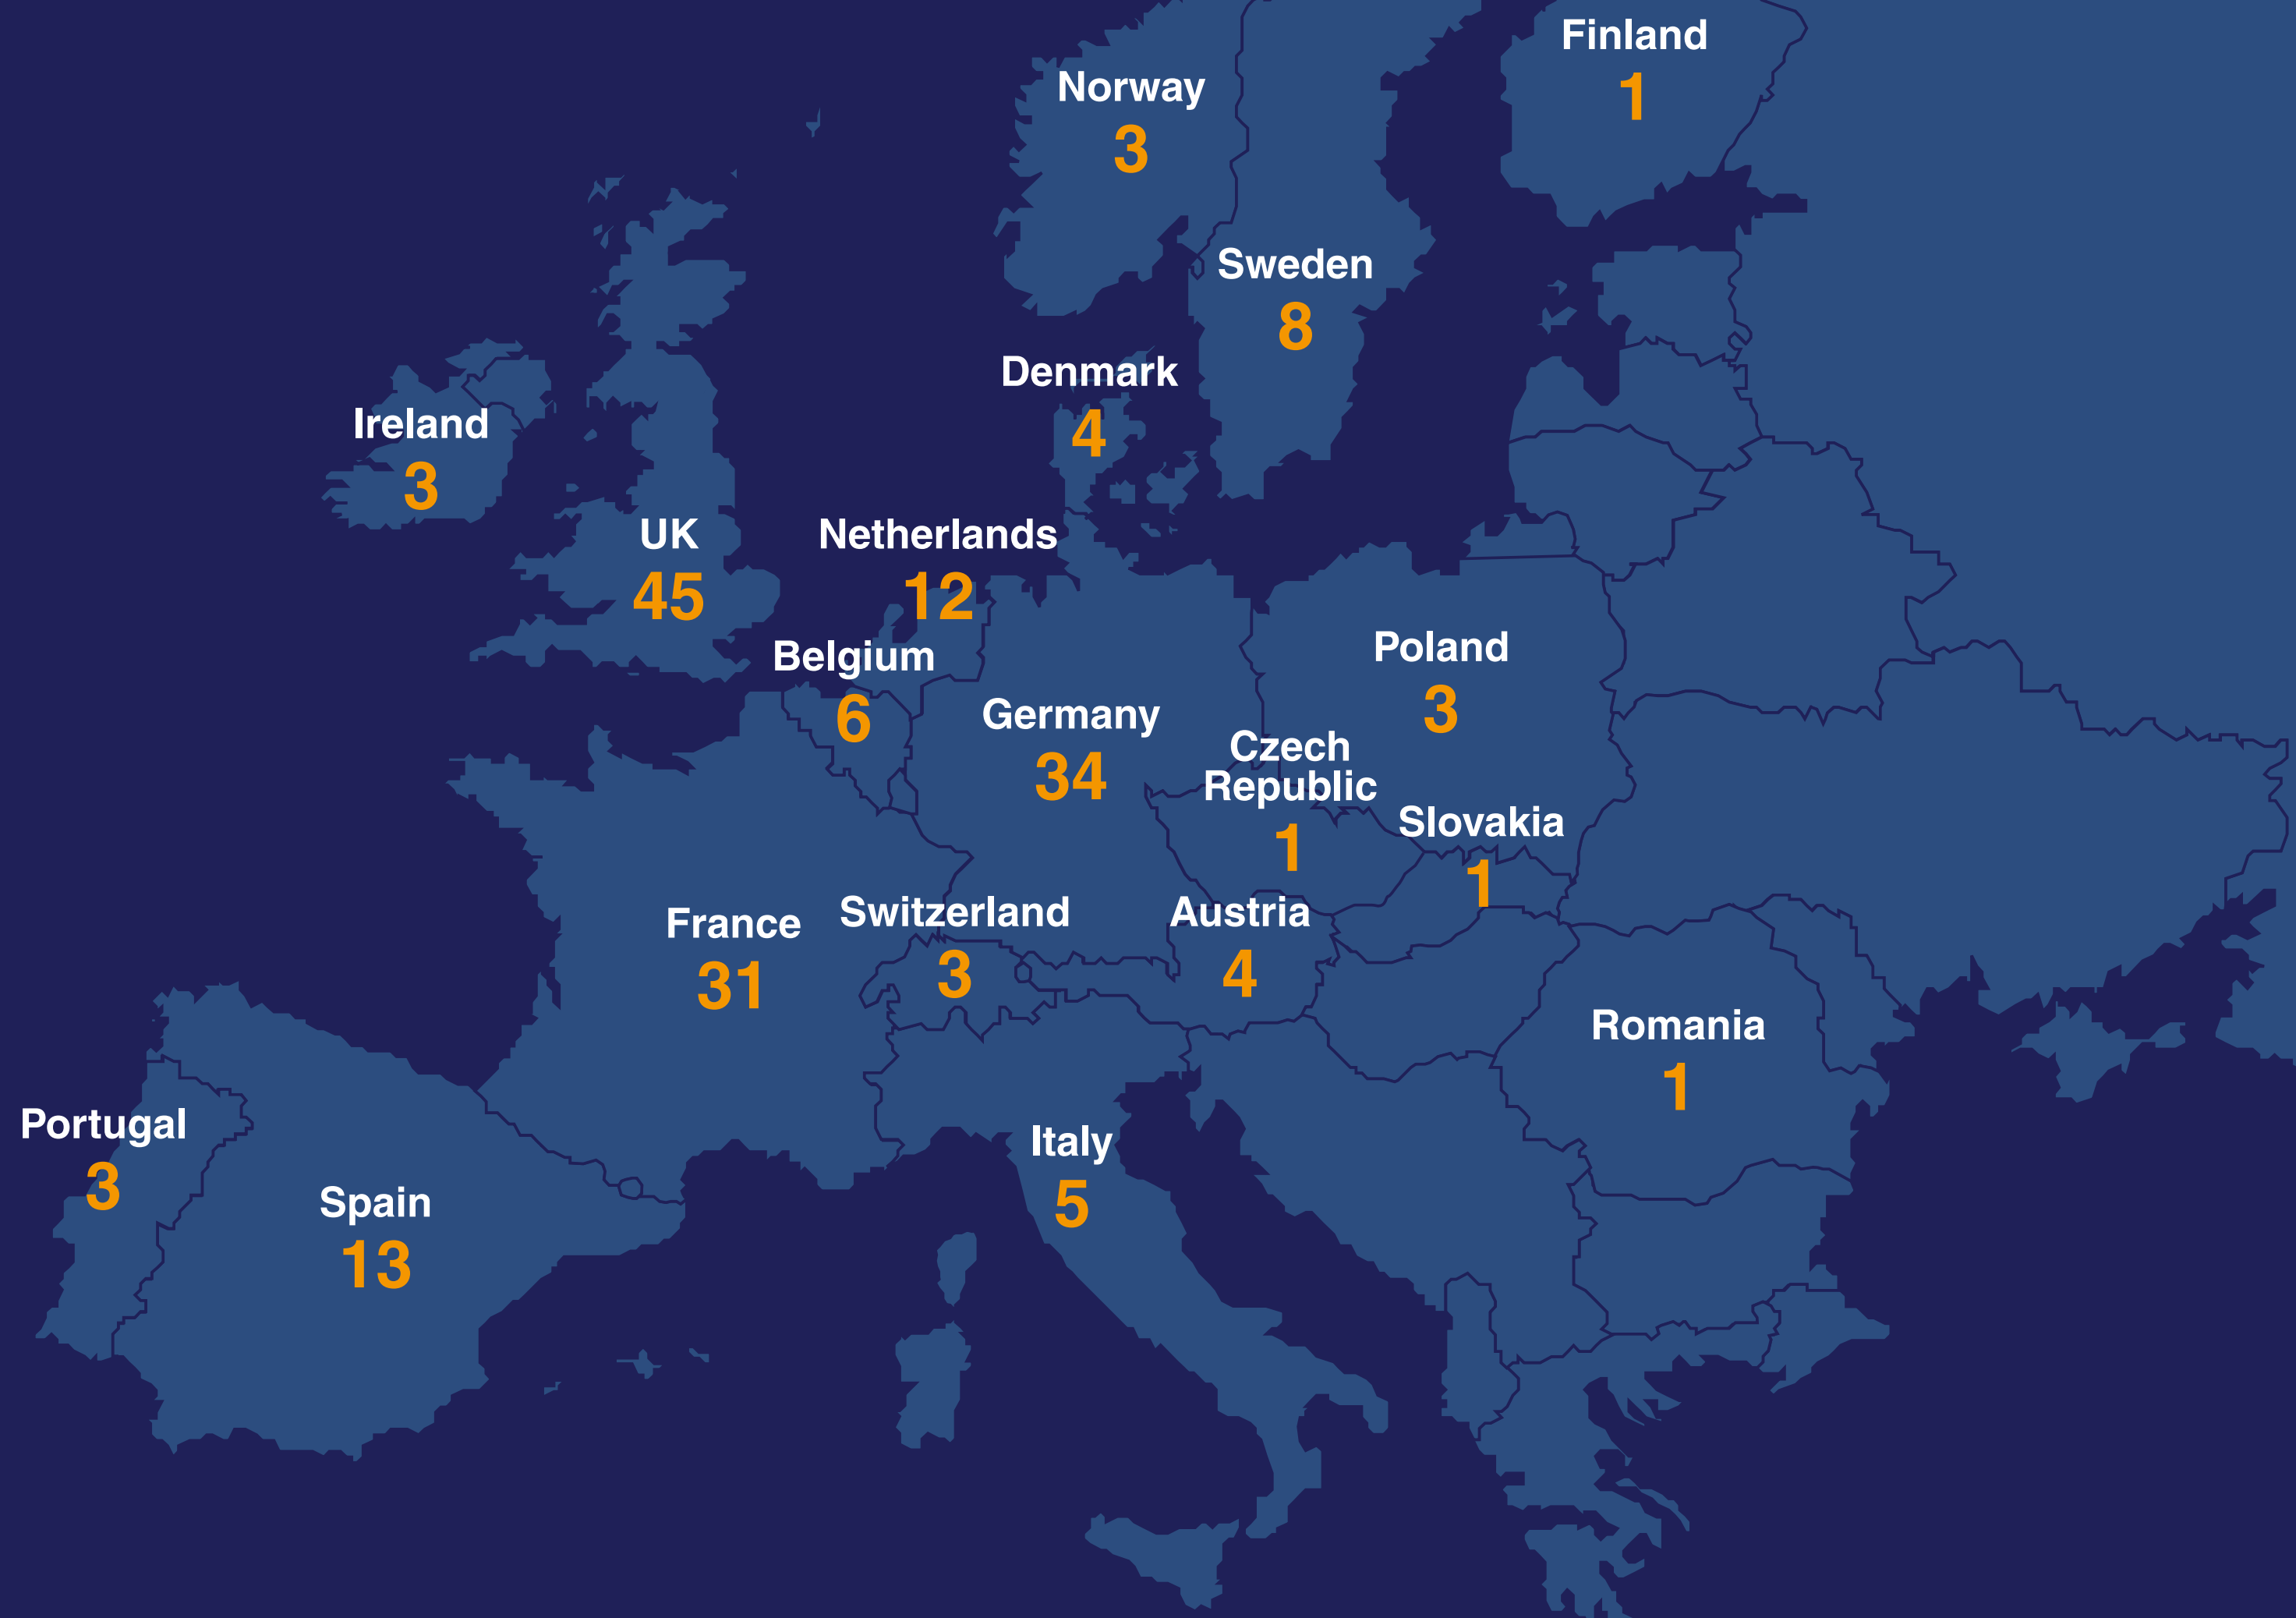 Finland
1
Norway
3
Sweden
8
Denmark
4
Ireland
3
UK
45
Netherlands
12
Belgium
6
Germany
34
Poland
3
Czech
Republic
1
Slovakia
1
France
31
Switzerland
3
Austria
4
Romania
1
Portugal
3
Spain
13
Italy
5